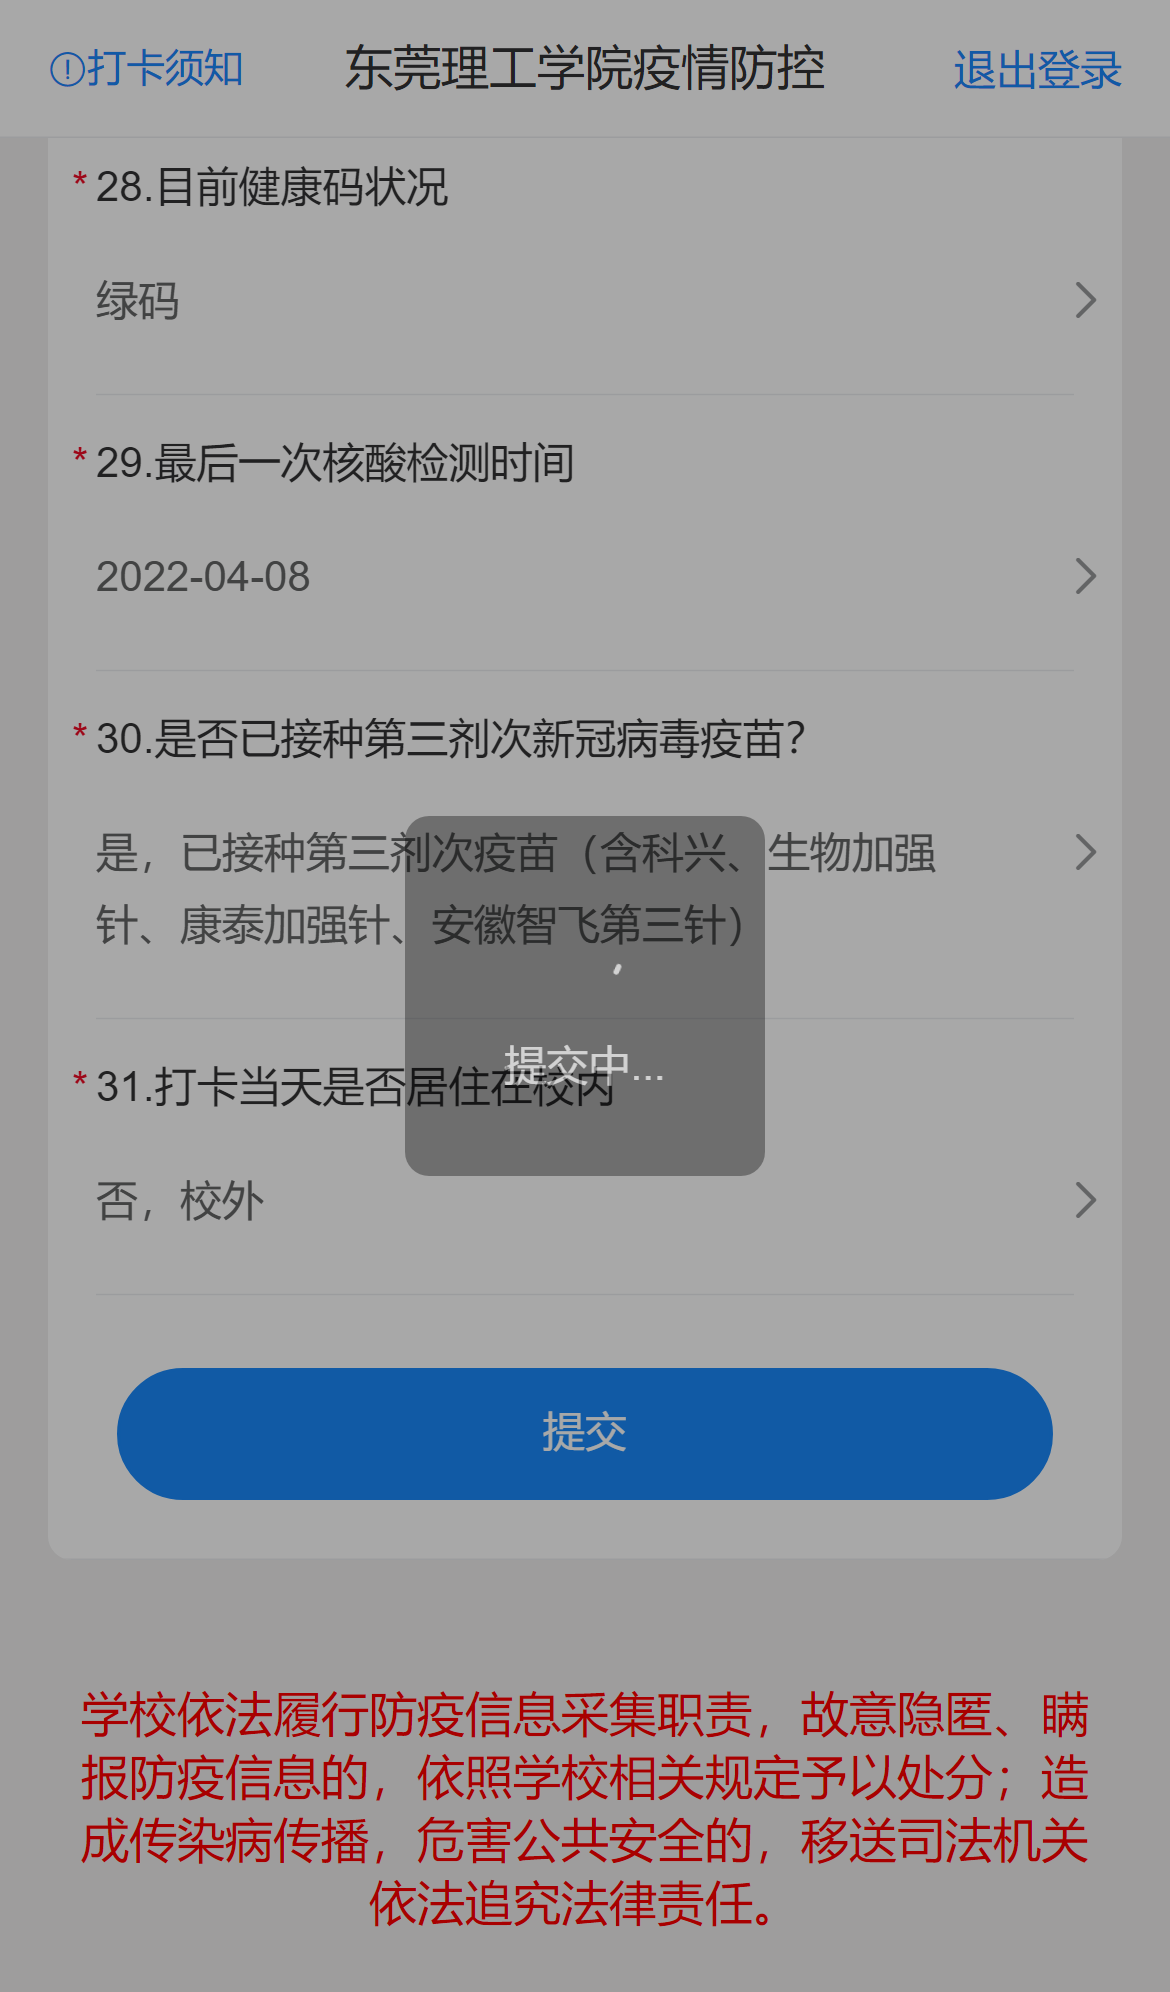 打卡须知
东莞理工学院疫情防控
退出登录
* 28.目前健康码状况
绿码
* 29.最后一次核酸检测时间
2022-04-08
* 30.是否已接种第三剂次新冠病毒疫苗?
是，已接种第三剂次疫苗（含科兴、生物加强
针、康泰加强针、安徽智飞第三针）
提交中...
* 31.打卡当天是否居住在校内
否，校外
提交
学校依法履行防疫信息采集职责，故意隐匿、瞒
报防疫信息的，依照学校相关规定予以处分；造
成传染病传播，危害公共安全的，移送司法机关
依法追究法律责任。